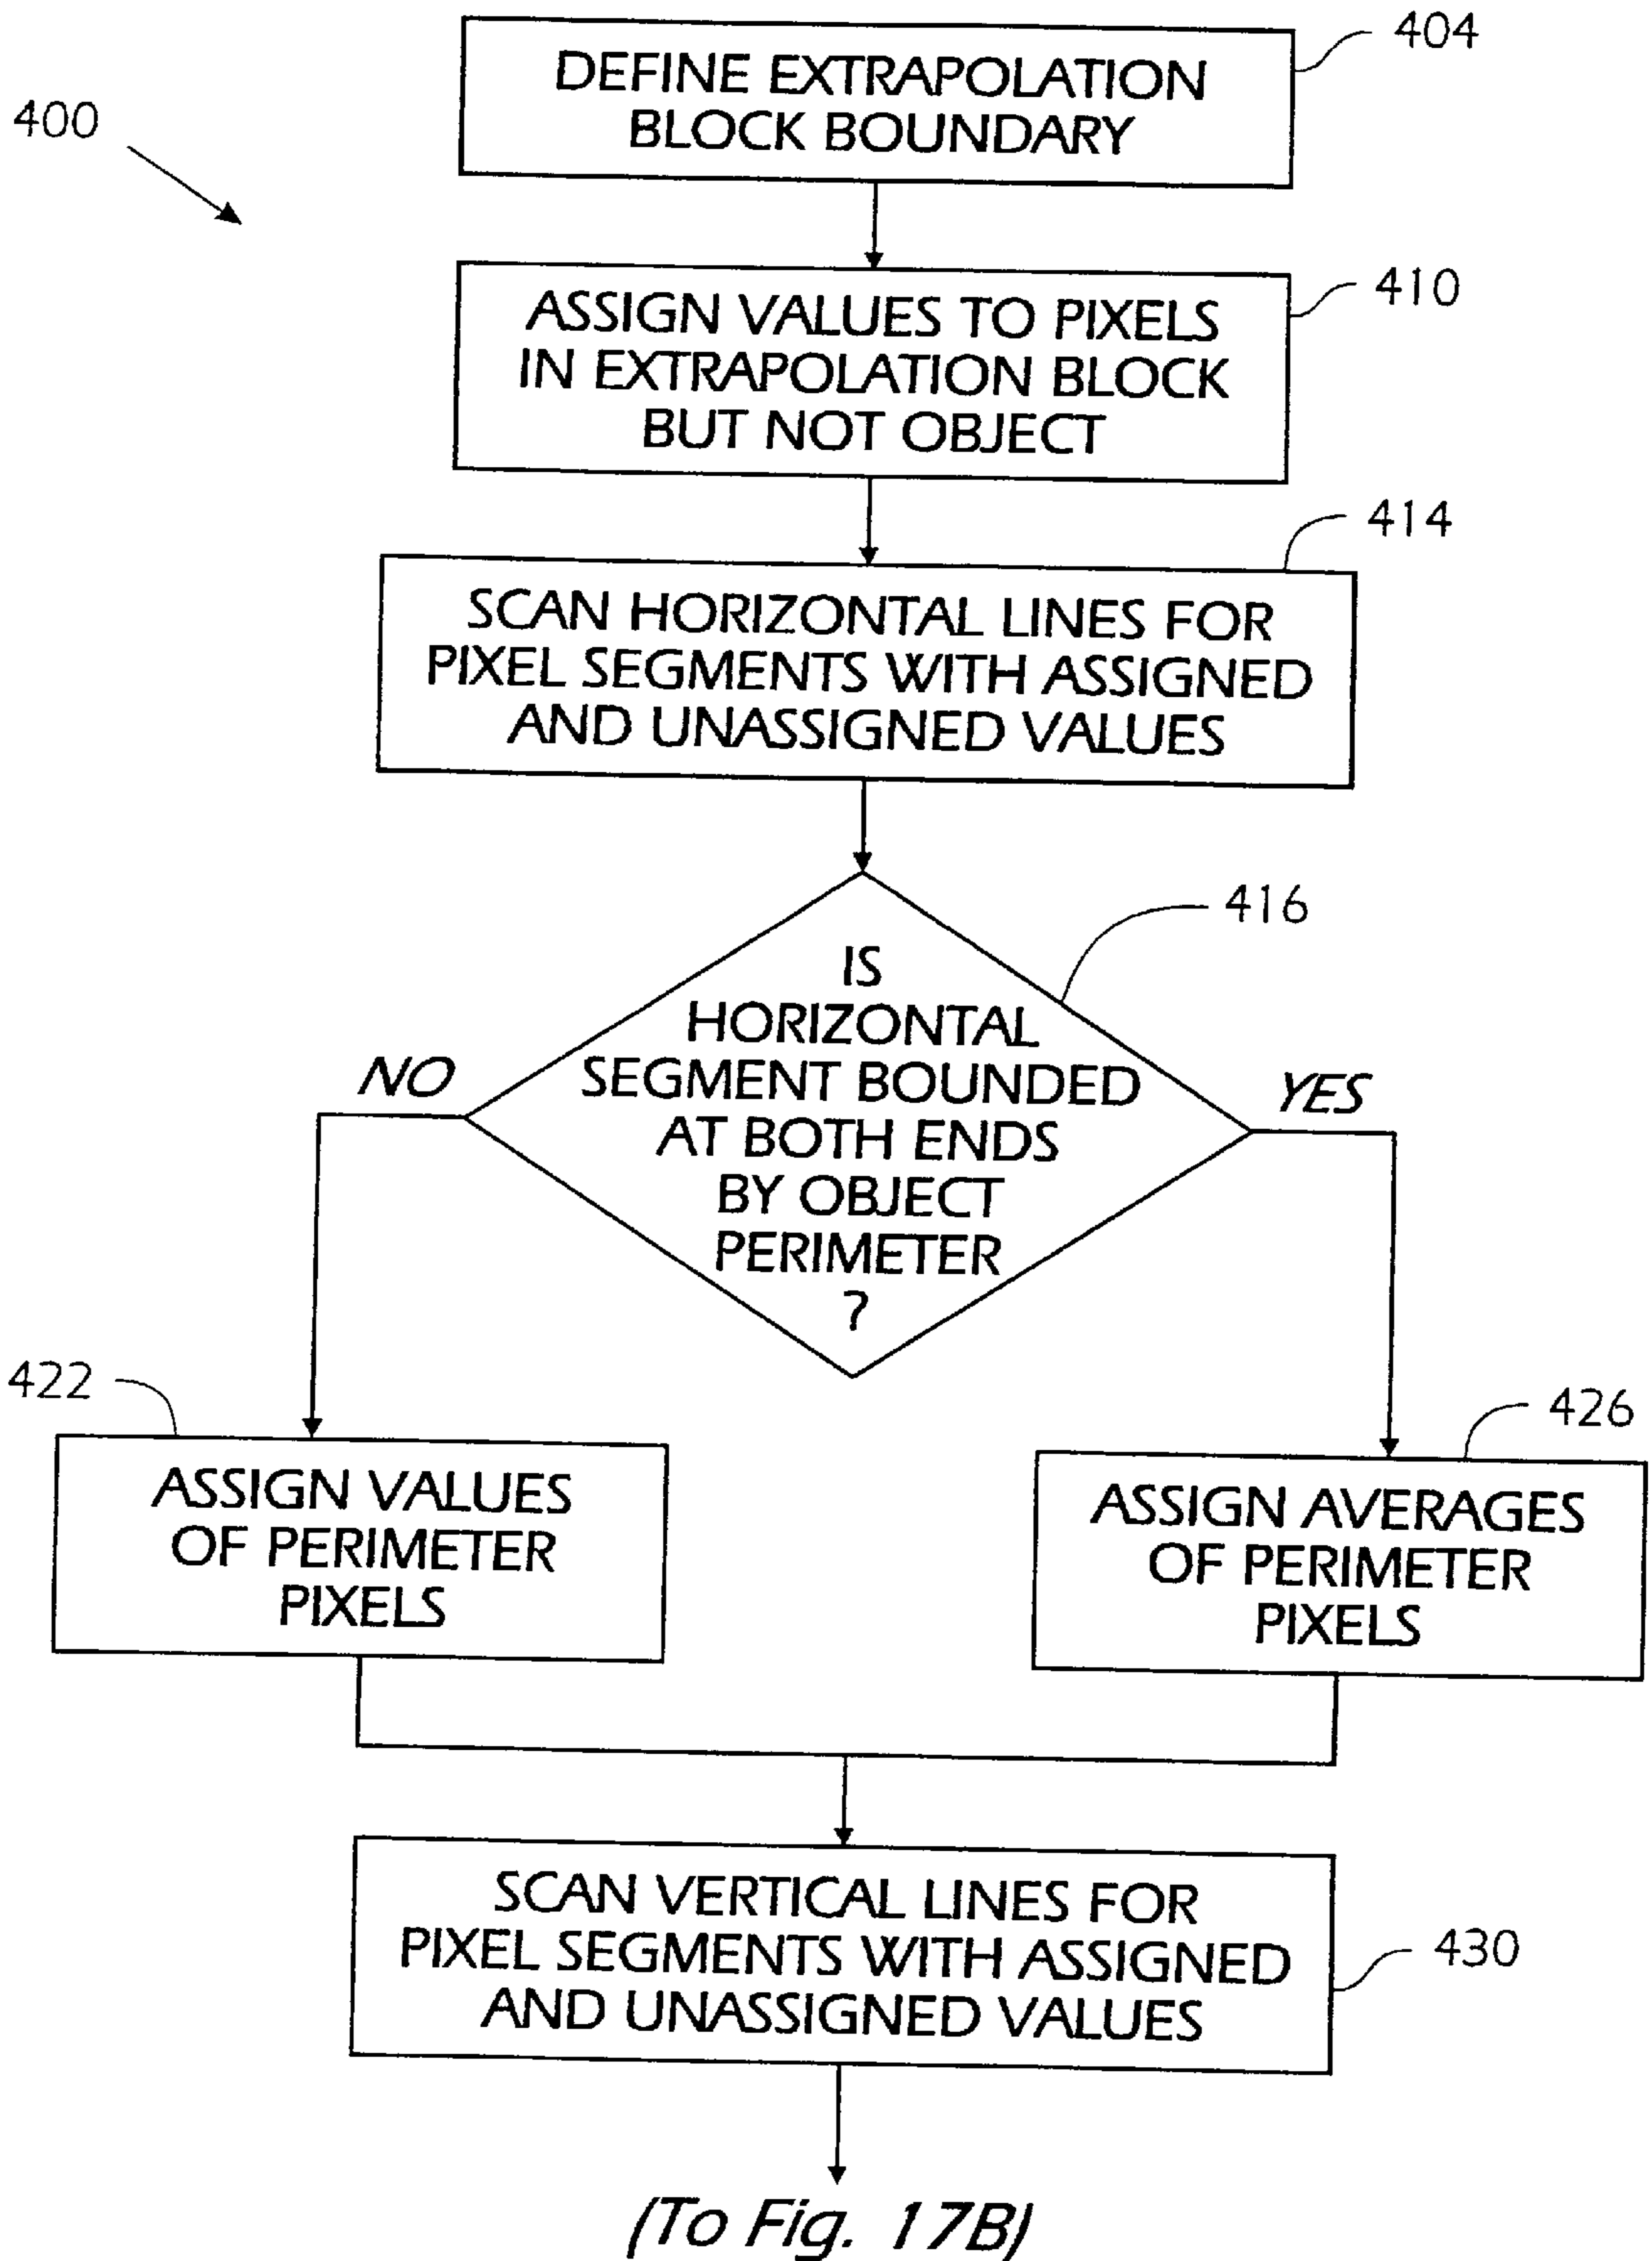 404
DEFINE EXTRAPOLATION
BLOCK BOUNDARY
400
410
ASSIGN VALUES TO PIXELS
IN EXTRAPOLATION BLOCK
BUT NOT OBJECT
414
SCAN HORIZONTAL LINES FOR
PIXEL SEGMENTS WITH ASSIGNED
AND UNASSIGNED VALUES
416
IS
HORIZONTAL
SEGMENT BOUNDED
AT BOTH ENDS
BY OBJECT
PERIMETER
?
NO
YES
422
ASSIGN VALUES
OF PERIMETER
PIXELS
426
ASSIGN AVERAGES
OF PERIMETER
PIXELS
SCAN VERTICAL LINES FOR
PIXEL SEGMENTS WITH ASSIGNED
AND UNASSIGNED VALUES
430
(To Fig. 17B)